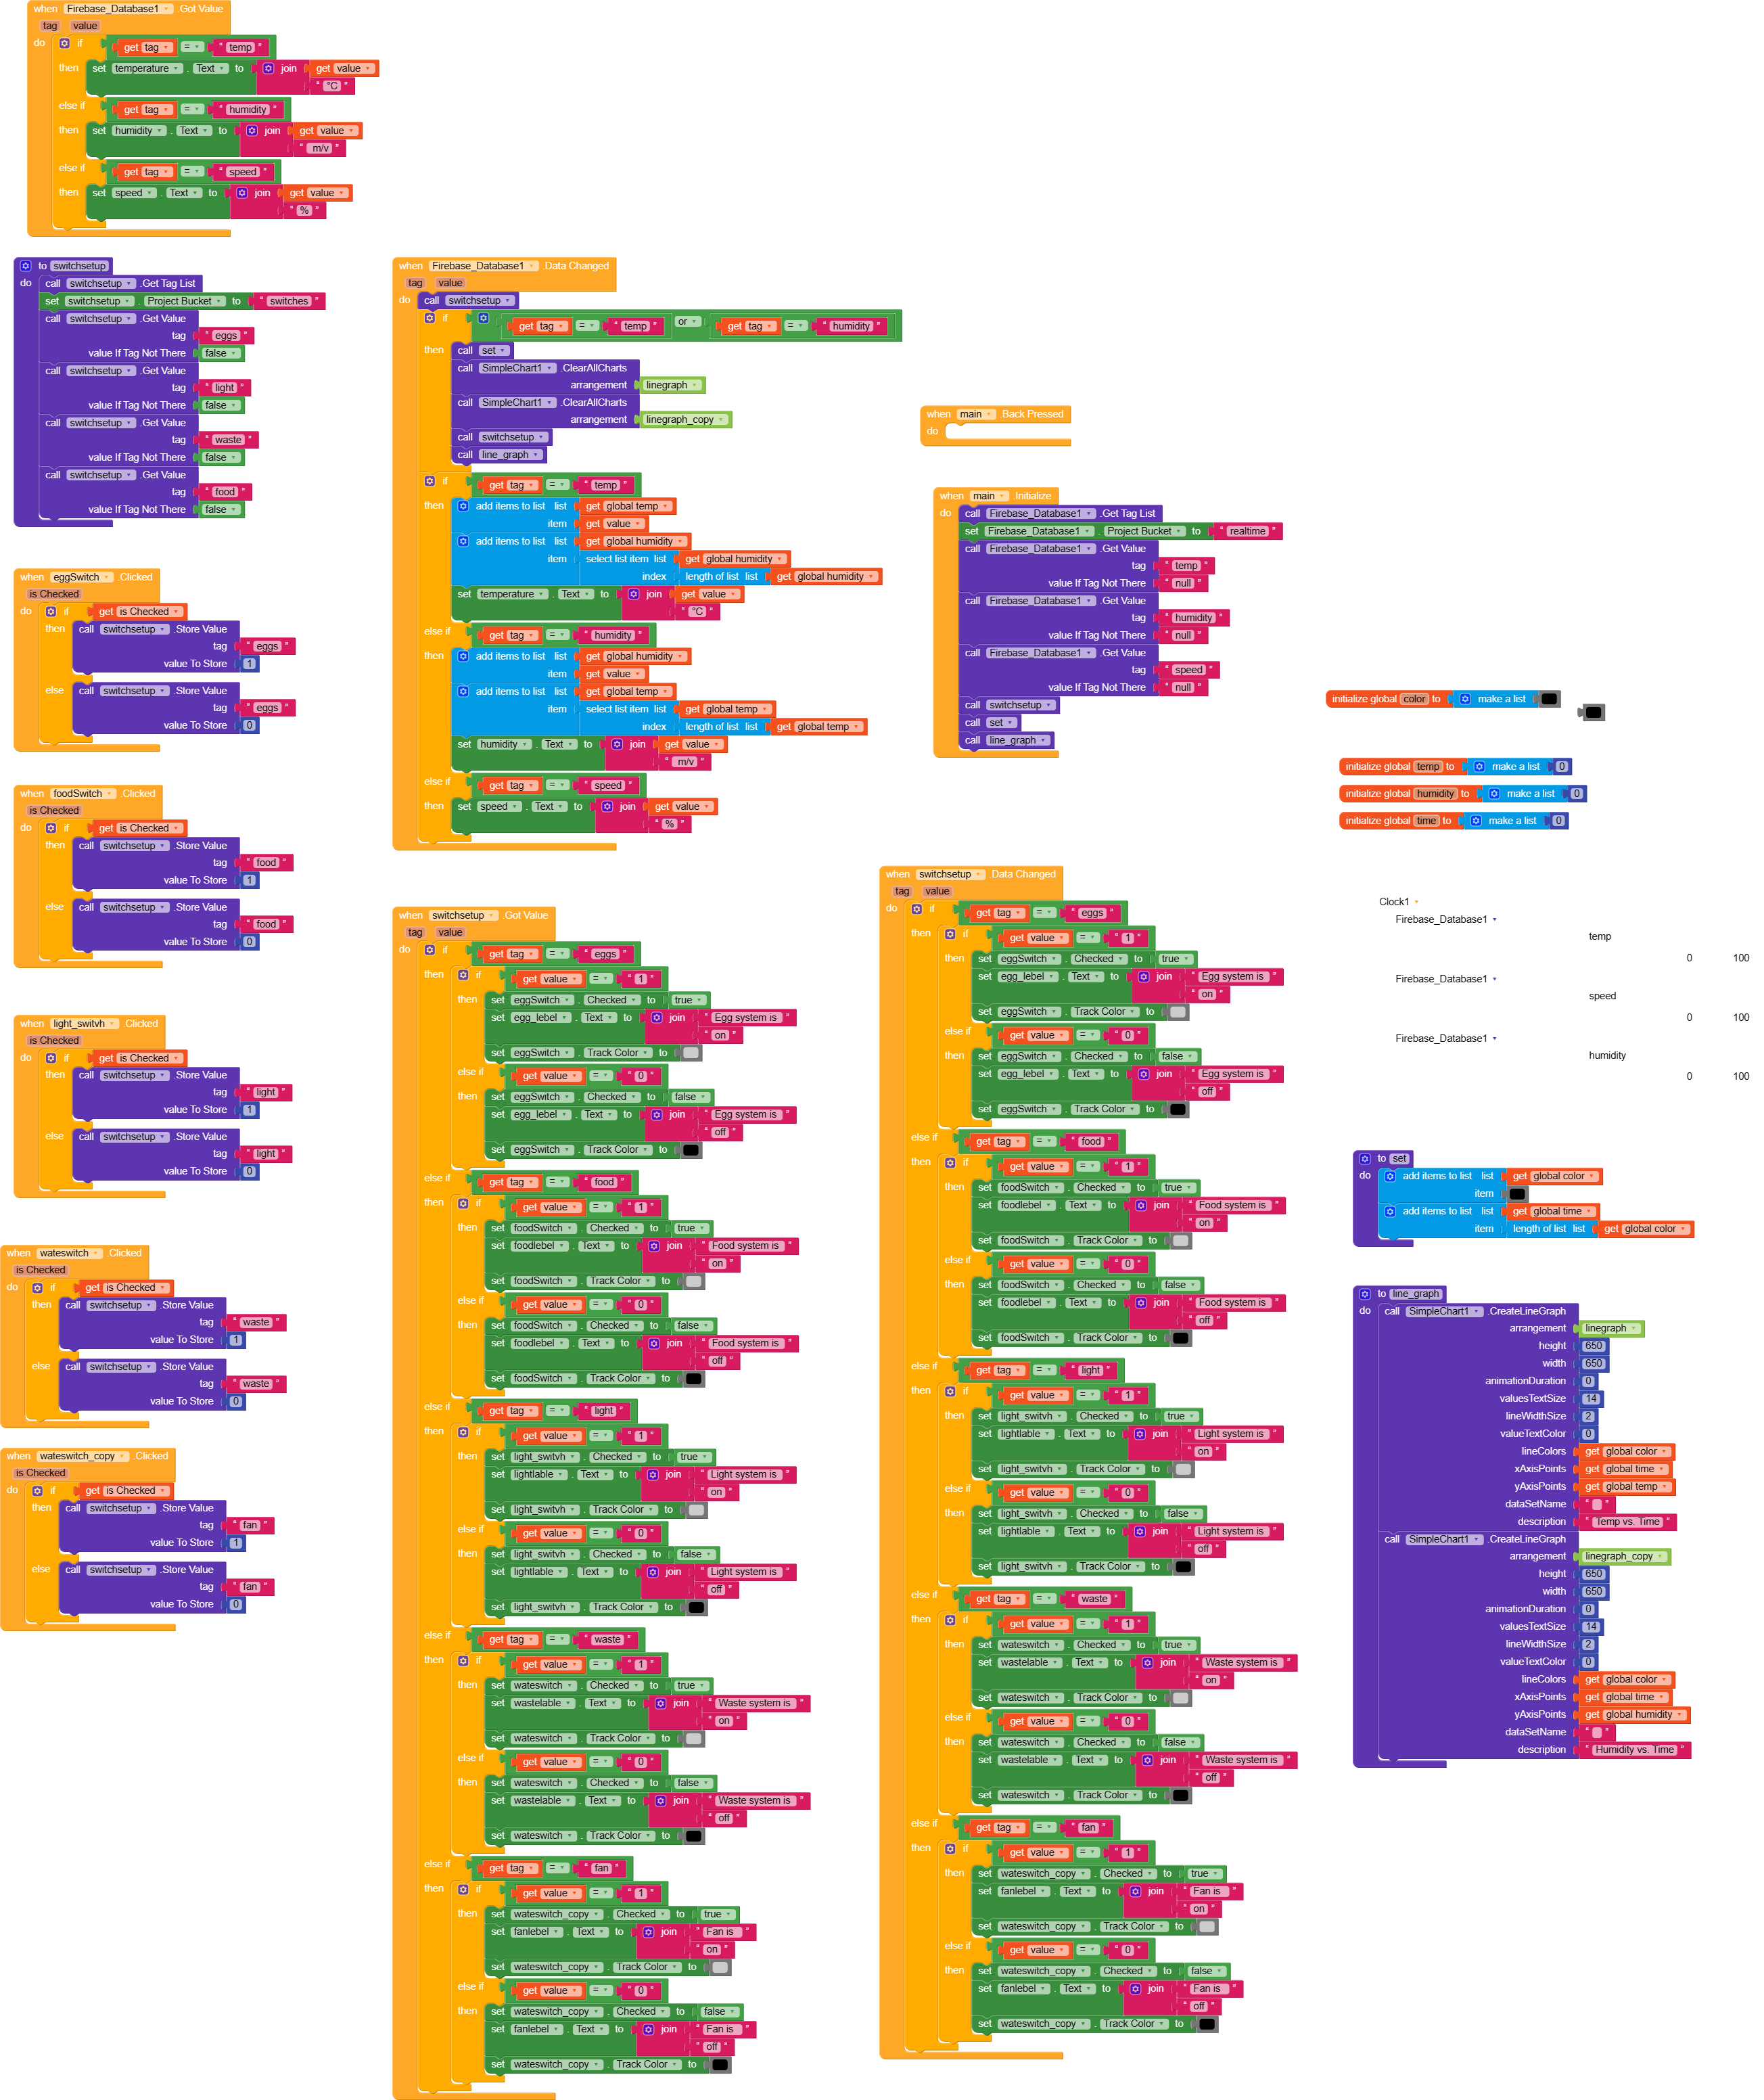 when Firebase_Database1 .Got Value
tag value
do if get tag = " temp "
then set temperature . Text to join get value
" °C "
else if get tag = " humidity "
then set humidity . Text to join get value
" m/v "
else if get tag = " speed "
then set speed . Text to join get value
" % "
to switchsetup
do call switchsetup .Get Tag List
set switchsetup . Project Bucket to " switches "
call switchsetup .Get Value
tag " eggs "
value If Tag Not There false
call switchsetup .Get Value
tag " light "
value If Tag Not There false
call switchsetup .Get Value
tag " waste "
value If Tag Not There false
call switchsetup .Get Value
tag " food "
value If Tag Not There false
when eggSwitch .Clicked
is Checked
do if get is Checked
then call switchsetup .Store Value
tag " eggs "
value To Store 1
else call switchsetup .Store Value
tag " eggs "
value To Store 0
when foodSwitch .Clicked
is Checked
do if get is Checked
then call switchsetup .Store Value
tag " food "
value To Store 1
else call switchsetup .Store Value
tag " food "
value To Store 0
when light_switvh .Clicked
is Checked
do if get is Checked
then call switchsetup .Store Value
tag " light "
value To Store 1
else call switchsetup .Store Value
tag " light "
value To Store 0
when wateswitch .Clicked
is Checked
do if get is Checked
then call switchsetup .Store Value
tag " waste "
value To Store 1
else call switchsetup .Store Value
tag " waste "
value To Store 0
when wateswitch_copy .Clicked
is Checked
do if get is Checked
then call switchsetup .Store Value
tag " fan "
value To Store 1
else call switchsetup .Store Value
tag " fan "
value To Store 0
when Firebase_Database1 .Data Changed
tag value
do call switchsetup
if get tag = " temp " or get tag = " humidity "
then call set
call SimpleChart1 .ClearAllCharts
arrangement linegraph
call SimpleChart1 .ClearAllCharts
arrangement linegraph_copy
call switchsetup
call line_graph
if get tag = " temp "
then add items to list list get global temp
item get value
add items to list list get global humidity
item select list item list get global humidity
index length of list list get global humidity
set temperature . Text to join get value
" °C "
else if get tag = " humidity "
then add items to list list get global humidity
item get value
add items to list list get global temp
item select list item list get global temp
index length of list list get global temp
set humidity . Text to join get value
" m/v "
else if get tag = " speed "
then set speed . Text to join get value
" % "
when switchsetup .Got Value
tag value
do if get tag = " eggs "
then if get value = " 1 "
then set eggSwitch . Checked to true
set egg_lebel . Text to join " Egg system is "
" on "
set eggSwitch . Track Color to
else if get value = " 0 "
then set eggSwitch . Checked to false
set egg_lebel . Text to join " Egg system is "
" off "
set eggSwitch . Track Color to
else if get tag = " food "
then if get value = " 1 "
then set foodSwitch . Checked to true
set foodlebel . Text to join " Food system is "
" on "
set foodSwitch . Track Color to
else if get value = " 0 "
then set foodSwitch . Checked to false
set foodlebel . Text to join " Food system is "
" off "
set foodSwitch . Track Color to
else if get tag = " light "
then if get value = " 1 "
then set light_switvh . Checked to true
set lightlable . Text to join " Light system is "
" on "
set light_switvh . Track Color to
else if get value = " 0 "
then set light_switvh . Checked to false
set lightlable . Text to join " Light system is "
" off "
set light_switvh . Track Color to
else if get tag = " waste "
then if get value = " 1 "
then set wateswitch . Checked to true
set wastelable . Text to join " Waste system is "
" on "
set wateswitch . Track Color to
else if get value = " 0 "
then set wateswitch . Checked to false
set wastelable . Text to join " Waste system is "
" off "
set wateswitch . Track Color to
else if get tag = " fan "
then if get value = " 1 "
then set wateswitch_copy . Checked to true
set fanlebel . Text to join " Fan is "
" on "
set wateswitch_copy . Track Color to
else if get value = " 0 "
then set wateswitch_copy . Checked to false
set fanlebel . Text to join " Fan is "
" off "
set wateswitch_copy . Track Color to
when main .Back Pressed
do
when main .Initialize
do call Firebase_Database1 .Get Tag List
set Firebase_Database1 . Project Bucket to " realtime "
call Firebase_Database1 .Get Value
tag " temp "
value If Tag Not There " null "
call Firebase_Database1 .Get Value
tag " humidity "
value If Tag Not There " null "
call Firebase_Database1 .Get Value
tag " speed "
value If Tag Not There " null "
call switchsetup
call set
call line_graph
when switchsetup .Data Changed
tag value
do if get tag = " eggs "
then if get value = " 1 "
then set eggSwitch . Checked to true
set egg_lebel . Text to join " Egg system is "
" on "
set eggSwitch . Track Color to
else if get value = " 0 "
then set eggSwitch . Checked to false
set egg_lebel . Text to join " Egg system is "
" off "
set eggSwitch . Track Color to
else if get tag = " food "
then if get value = " 1 "
then set foodSwitch . Checked to true
set foodlebel . Text to join " Food system is "
" on "
set foodSwitch . Track Color to
else if get value = " 0 "
then set foodSwitch . Checked to false
set foodlebel . Text to join " Food system is "
" off "
set foodSwitch . Track Color to
else if get tag = " light "
then if get value = " 1 "
then set light_switvh . Checked to true
set lightlable . Text to join " Light system is "
" on "
set light_switvh . Track Color to
else if get value = " 0 "
then set light_switvh . Checked to false
set lightlable . Text to join " Light system is "
" off "
set light_switvh . Track Color to
else if get tag = " waste "
then if get value = " 1 "
then set wateswitch . Checked to true
set wastelable . Text to join " Waste system is "
" on "
set wateswitch . Track Color to
else if get value = " 0 "
then set wateswitch . Checked to false
set wastelable . Text to join " Waste system is "
" off "
set wateswitch . Track Color to
else if get tag = " fan "
then if get value = " 1 "
then set wateswitch_copy . Checked to true
set fanlebel . Text to join " Fan is "
" on "
set wateswitch_copy . Track Color to
else if get value = " 0 "
then set wateswitch_copy . Checked to false
set fanlebel . Text to join " Fan is "
" off "
set wateswitch_copy . Track Color to
initialize global color to make a list
initialize global temp to make a list 0
initialize global humidity to make a list 0
initialize global time to make a list 0
Clock1
Firebase_Database1
temp
0 100
Firebase_Database1
speed
0 100
Firebase_Database1
humidity
0 100
to set
do add items to list list get global color
item
add items to list list get global time
item length of list list get global color
to line_graph
do call SimpleChart1 .CreateLineGraph
arrangement linegraph
height 650
width 650
animationDuration 0
valuesTextSize 14
lineWidthSize 2
valueTextColor 0
lineColors get global color
xAxisPoints get global time
yAxisPoints get global temp
dataSetName " "
description " Temp vs. Time "
call SimpleChart1 .CreateLineGraph
arrangement linegraph_copy
height 650
width 650
animationDuration 0
valuesTextSize 14
lineWidthSize 2
valueTextColor 0
lineColors get global color
xAxisPoints get global time
yAxisPoints get global humidity
dataSetName " "
description " Humidity vs. Time "